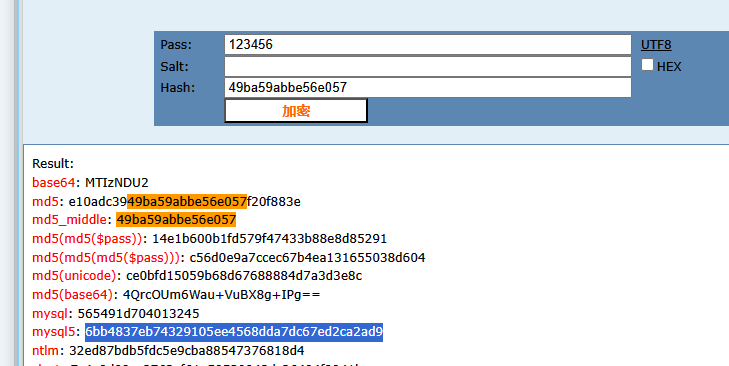 Pass: 123456 UTF8
Salt: HEX
Hash: 49ba59abbe56e057
加密
Result:
base64: MTIzNDU2
md5: e10adc3949ba59abbe56e057f20f883e
md5_middle: 49ba59abbe56e057
md5(md5($pass)): 14e1b600b1fd579f47433b88e8d85291
md5(md5(md5($pass))): c56d0e9a7ccec67b4ea131655038d604
md5(unicode): ce0bfd15059b68d67688884d7a3d3e8c
md5(base64): 4QrcOUm6Wau+VuBX8g+IPg==
mysql: 565491d704013245
mysql5: 6bb4837eb74329105ee4568dda7dc67ed2ca2ad9
ntlm: 32ed87bdb5fdc5e9cba88547376818d4